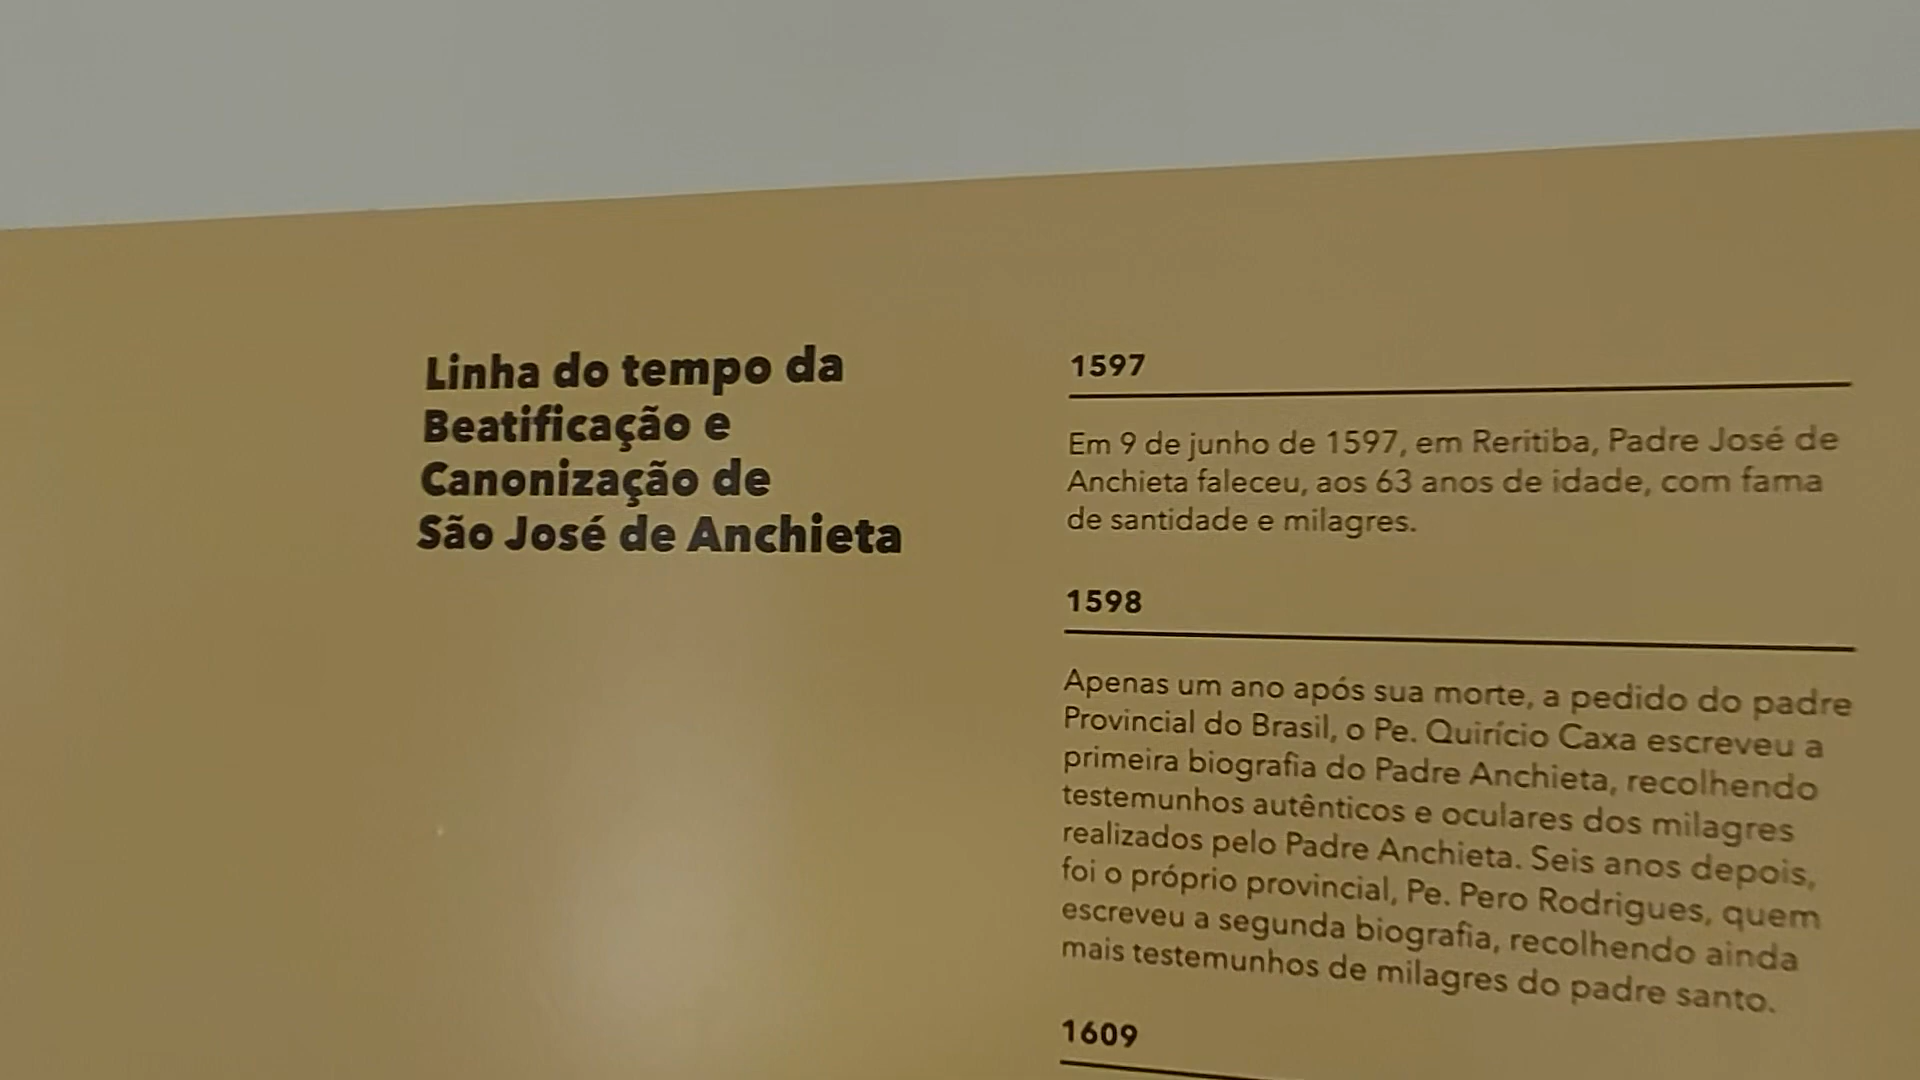 Linha do tempo da
Beatificação e
Canonização de
São José de Anchieta
1597
Em 9 de junho de 1597, em Reritiba, Padre José de
Anchieta faleceu, aos 63 anos de idade, com fama
de santidade e milagres.
1598
Apenas um ano após sua morte, a pedido do padre
Provincial do Brasil, o Pe. Quirício Caxa escreveu a
primeira biografia do Padre Anchieta, recolhendo
testemunhos autênticos e oculares dos milagres
realizados pelo Padre Anchieta. Seis anos depois,
foi o próprio provincial, Pe. Pero Rodrigues, quem
escreveu a segunda biografia, recolhendo ainda
mais testemunhos de milagres do padre santo.
1609